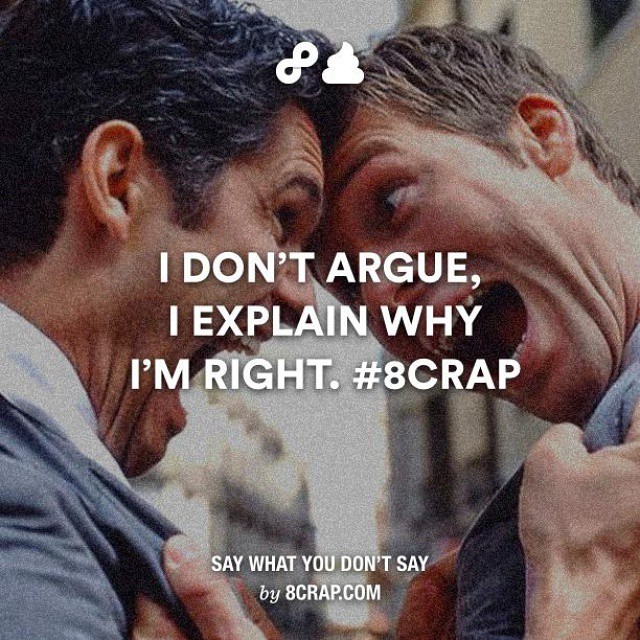 I DON'T ARGUE,
I EXPLAIN WHY
I'M RIGHT. #8CRAP
SAY WHAT YOU DON'T SAY
by 8CRAP.COM